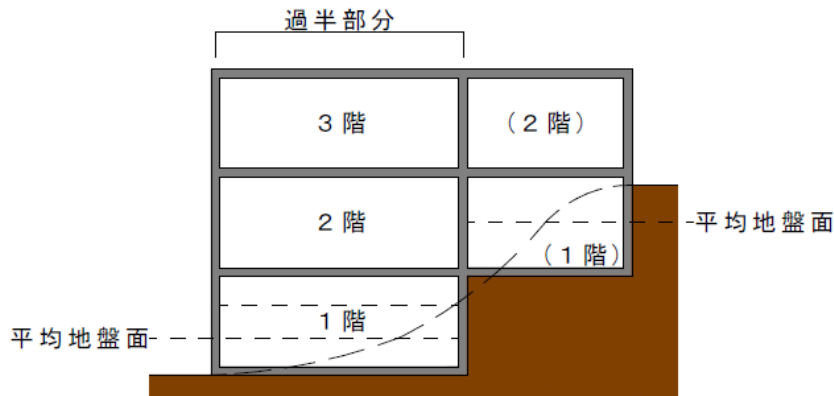 過半部分
３階
（２階）
２階
平均地盤面
（１階）
１階
平均地盤面